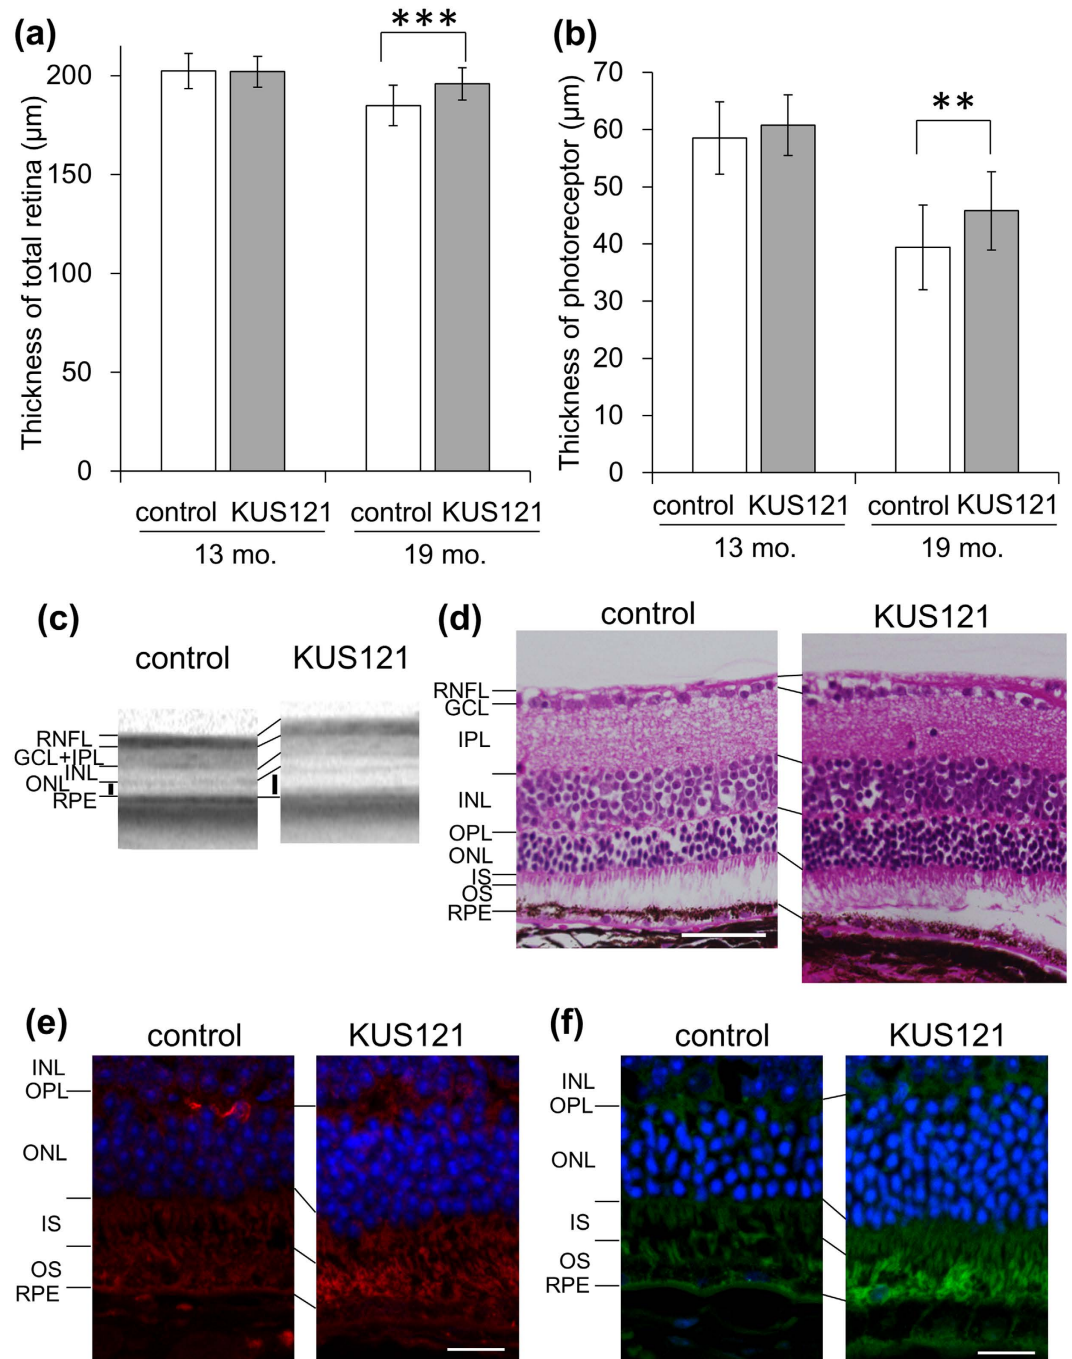 (a)
***
Thickness of total retina (μm)
200
150
100
50
0
control KUS121 control KUS121
13 mo. 19 mo.
(b)
**
Thickness of photoreceptor (μm)
70
60
50
40
30
20
10
0
control KUS121 control KUS121
13 mo. 19 mo.
(c)
control KUS121
RNFL
GCL+IPL
INL
ONL
RPE
(d)
control KUS121
RNFL
GCL
IPL
INL
OPL
ONL
IS
OS
RPE
(e)
control KUS121
INL
OPL
ONL
IS
OS
RPE
(f)
control KUS121
INL
OPL
ONL
IS
OS
RPE